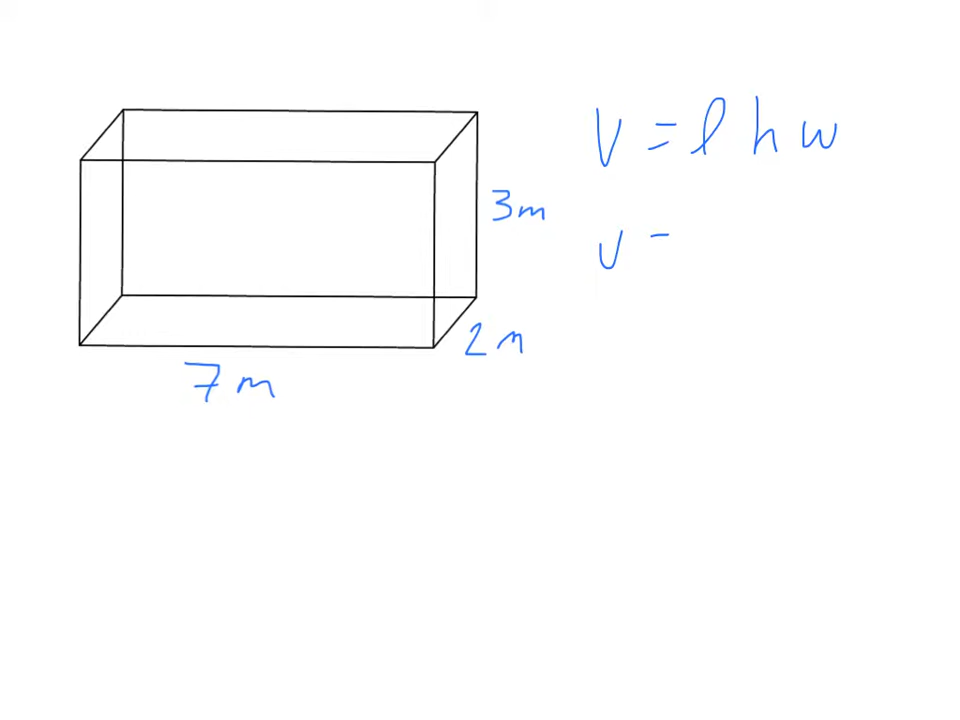 V = l h w
3m
v =
2m
7m